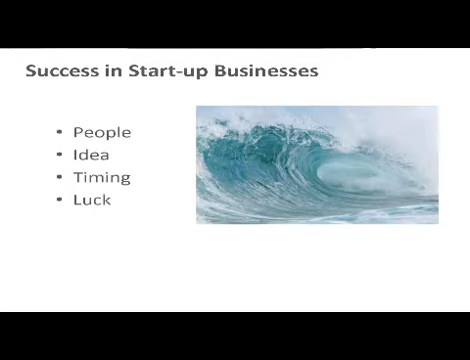 Success in Start-up Businesses
• People
• Idea
• Timing
• Luck